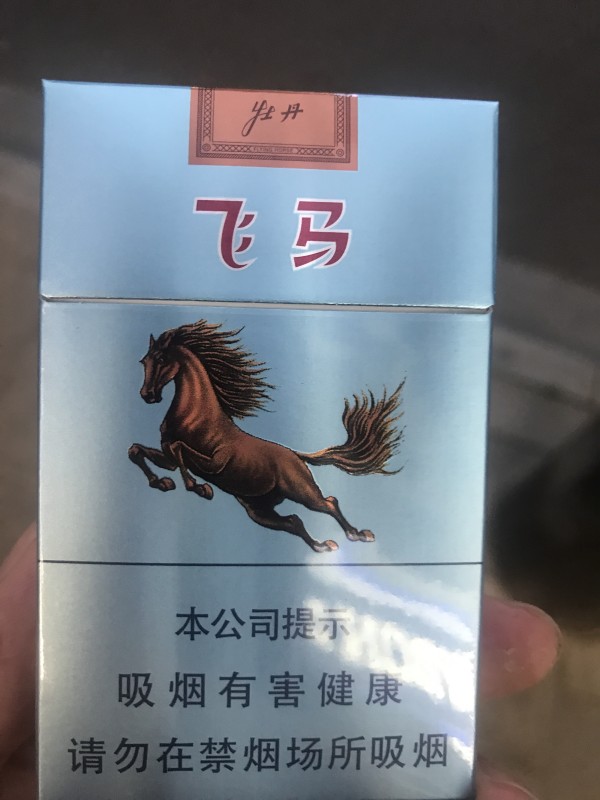 牡丹
飞马
本公司提示
吸烟有害健康
请勿在禁烟场所吸烟